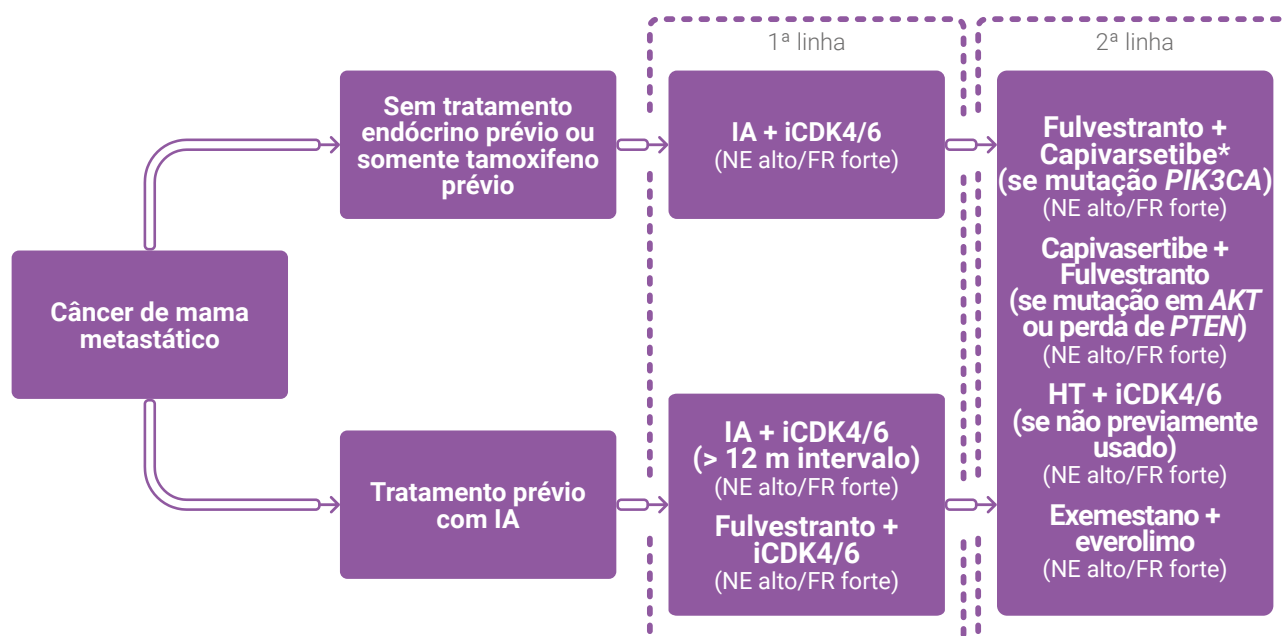 1ª linha
2ª linha
Câncer de mama
metastático
Sem tratamento
endócrino prévio ou
somente tamoxifeno
prévio
IA + iCDK4/6
(NE alto/FR forte)
Tratamento prévio
com IA
IA + iCDK4/6
(> 12 m intervalo)
(NE alto/FR forte)
Fulvestranto +
iCDK4/6
(NE alto/FR forte)
Fulvestranto +
Capivarsetibe*
(se mutação PIK3CA)
(NE alto/FR forte)
Capivasertibe +
Fulvestranto
(se mutação em AKT
ou perda de PTEN)
(NE alto/FR forte)
HT + iCDK4/6
(se não previamente
usado)
(NE alto/FR forte)
Exemestano +
everolimo
(NE alto/FR forte)